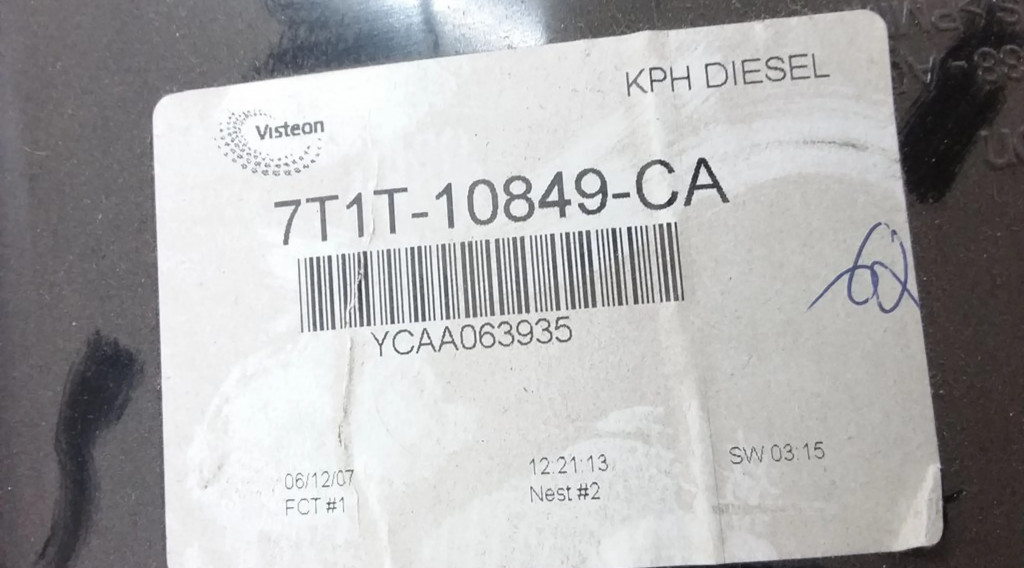 KPH DIESEL
Visteon
7T1T-10849-CA
YCAA063935
06/12/07
12:21:13
SW 03:15
FCT #1
Nest #2